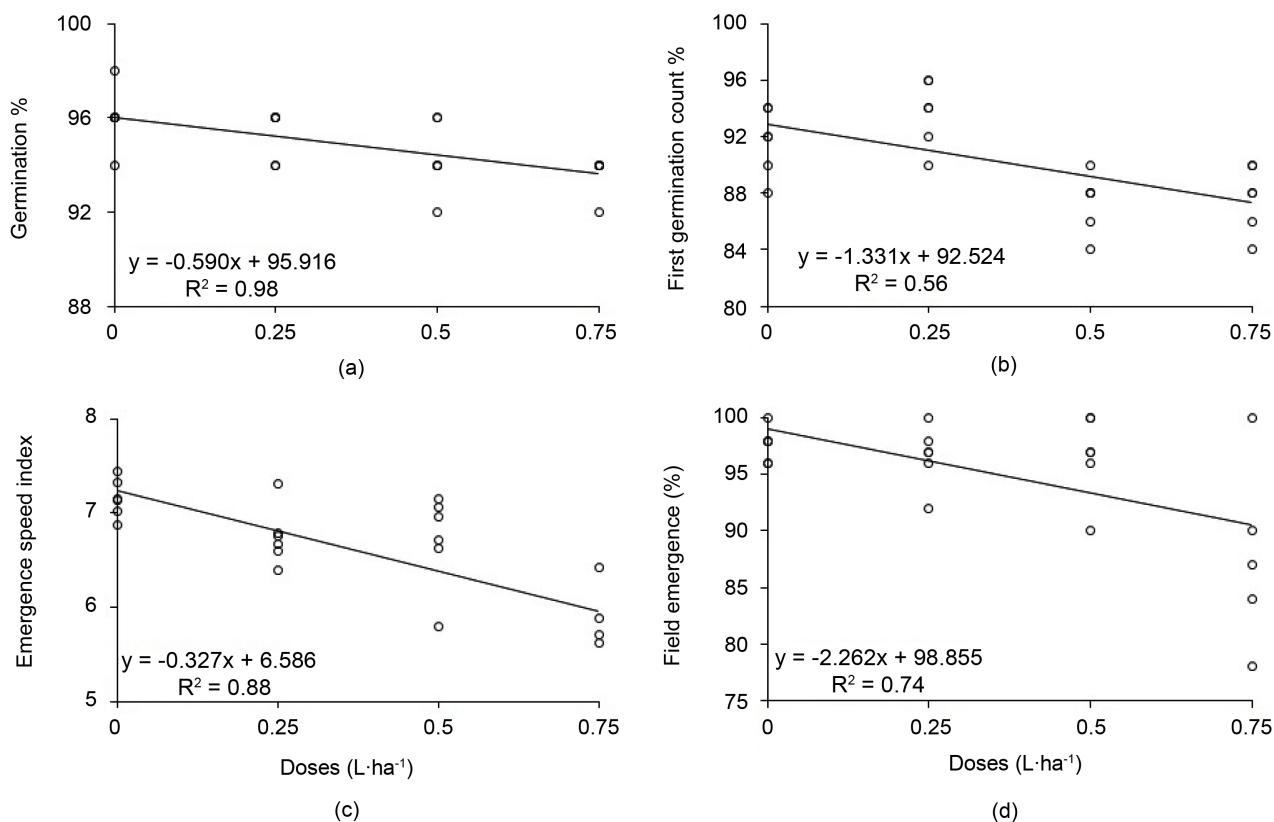 100
96
92
88
Germination %
y = -0.590x + 95.916
R² = 0.98
0 0.25 0.5 0.75
(a)
100
96
92
88
84
80
First germination count %
y = -1.331x + 92.524
R² = 0.56
0 0.25 0.5 0.75
(b)
8
7
6
5
Emergence speed index
y = -0.327x + 6.586
R² = 0.88
0 0.25 0.5 0.75
Doses (L·ha⁻¹)
(c)
100
95
90
85
80
75
Field emergence (%)
y = -2.262x + 98.855
R² = 0.74
0 0.25 0.5 0.75
Doses (L·ha⁻¹)
(d)